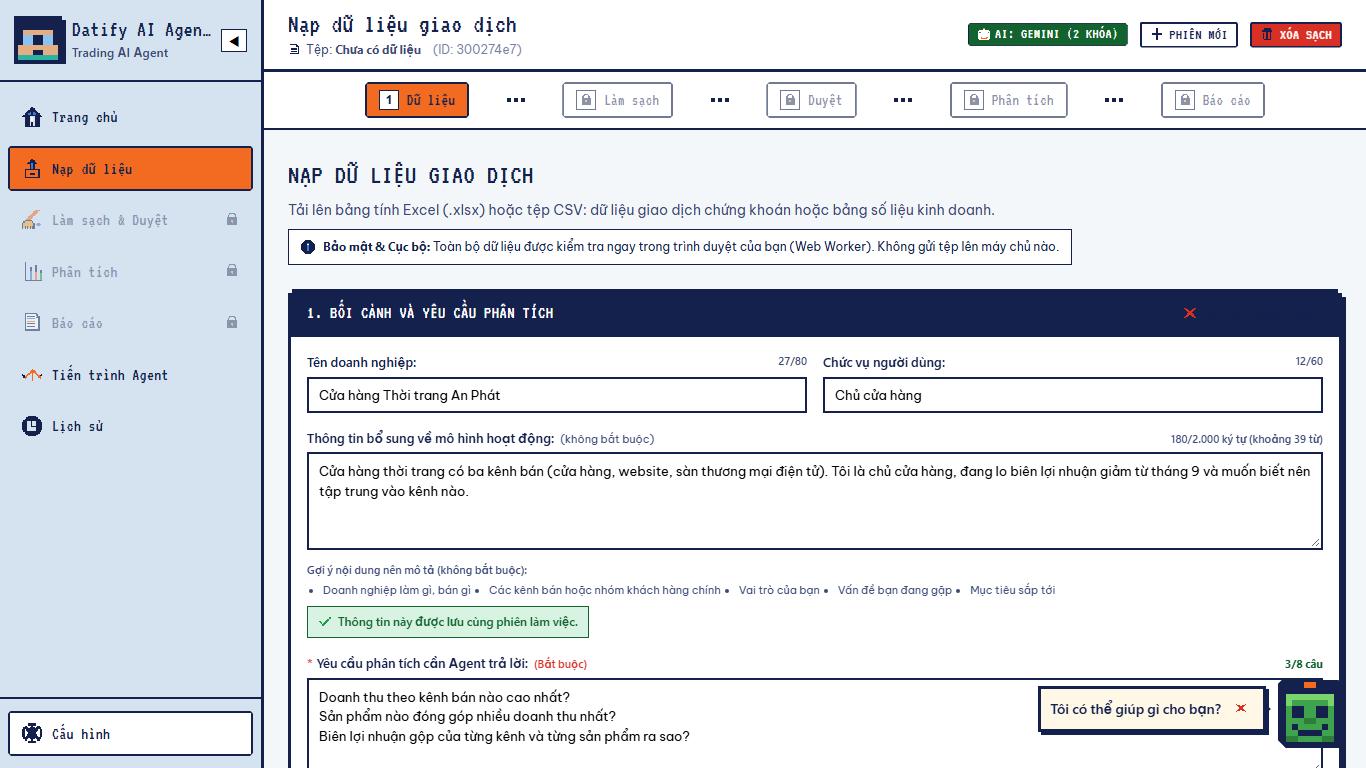 Datify AI Agen…
Trading AI Agent
Trang chủ
Nạp dữ liệu
Làm sạch & Duyệt
Phân tích
Báo cáo
Tiến trình Agent
Lịch sử
Cấu hình
Nạp dữ liệu giao dịch
Tệp: Chưa có dữ liệu (ID: 300274e7)
AI: GEMINI (2 KHÓA)
PHIÊN MỚI
XÓA SẠCH
1 Dữ liệu
Làm sạch
Duyệt
Phân tích
Báo cáo
NẠP DỮ LIỆU GIAO DỊCH
Tải lên bảng tính Excel (.xlsx) hoặc tệp CSV: dữ liệu giao dịch chứng khoán hoặc bảng số liệu kinh doanh.
Bảo mật & Cục bộ: Toàn bộ dữ liệu được kiểm tra ngay trong trình duyệt của bạn (Web Worker). Không gửi tệp lên máy chủ nào.
1. BỐI CẢNH VÀ YÊU CẦU PHÂN TÍCH
Tên doanh nghiệp: 27/80
Chức vụ người dùng: 12/60
Cửa hàng Thời trang An Phát
Chủ cửa hàng
Thông tin bổ sung về mô hình hoạt động: (không bắt buộc) 180/2.000 ký tự (khoảng 39 từ)
Cửa hàng thời trang có ba kênh bán (cửa hàng, website, sàn thương mại điện tử). Tôi là chủ cửa hàng, đang lo biên lợi nhuận giảm từ tháng 9 và muốn biết nên
tập trung vào kênh nào.
Gợi ý nội dung nên mô tả (không bắt buộc):
• Doanh nghiệp làm gì, bán gì • Các kênh bán hoặc nhóm khách hàng chính • Vai trò của bạn • Vấn đề bạn đang gặp • Mục tiêu sắp tới
Thông tin này được lưu cùng phiên làm việc.
* Yêu cầu phân tích cần Agent trả lời: (Bắt buộc) 3/8 câu
Doanh thu theo kênh bán nào cao nhất?
Sản phẩm nào đóng góp nhiều doanh thu nhất?
Biên lợi nhuận gộp của từng kênh và từng sản phẩm ra sao?
Tôi có thể giúp gì cho bạn?